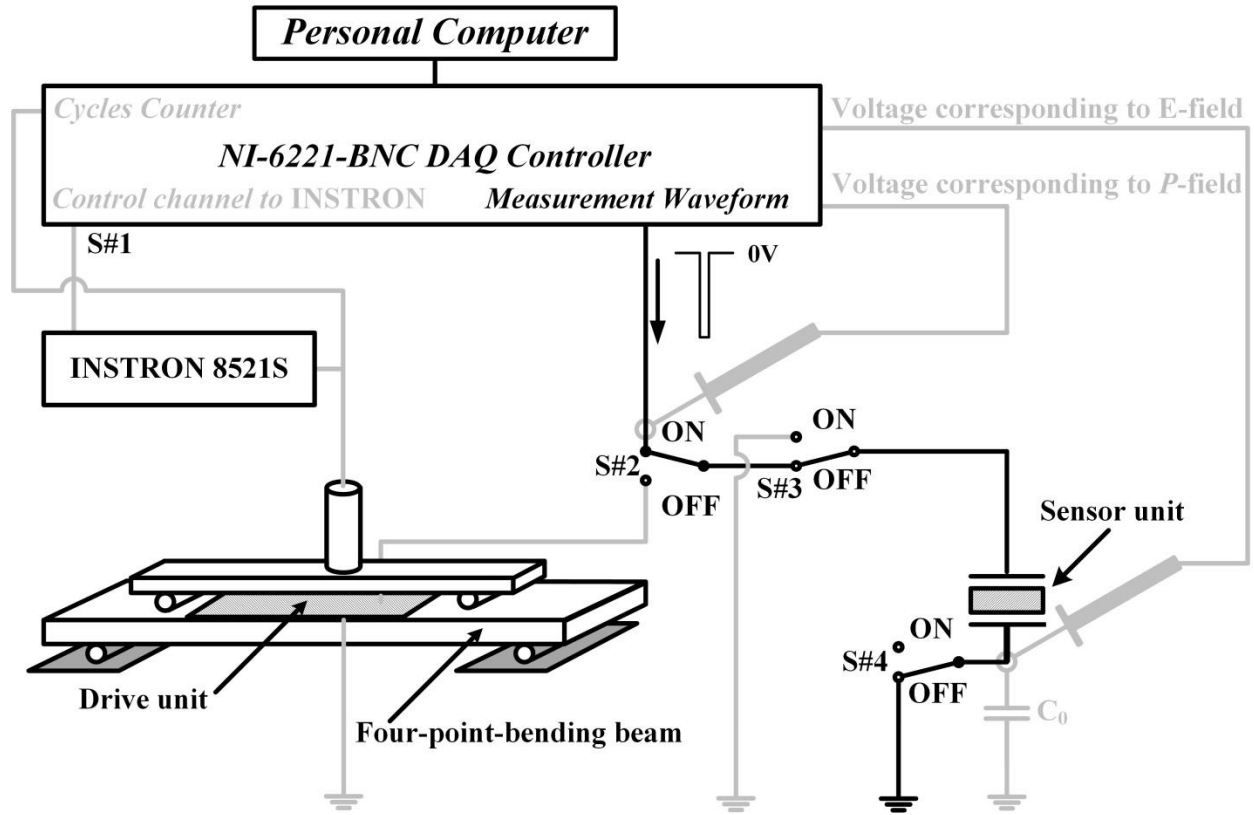 Personal Computer
Cycles Counter
Voltage corresponding to E-field
NI-6221-BNC DAQ Controller
Voltage corresponding to P-field
Control channel to INSTRON
Measurement Waveform
S#1
0V
INSTRON 8521S
ON
ON
S#2
S#3
OFF
OFF
Sensor unit
ON
S#4
OFF
Drive unit
C₀
Four-point-bending beam